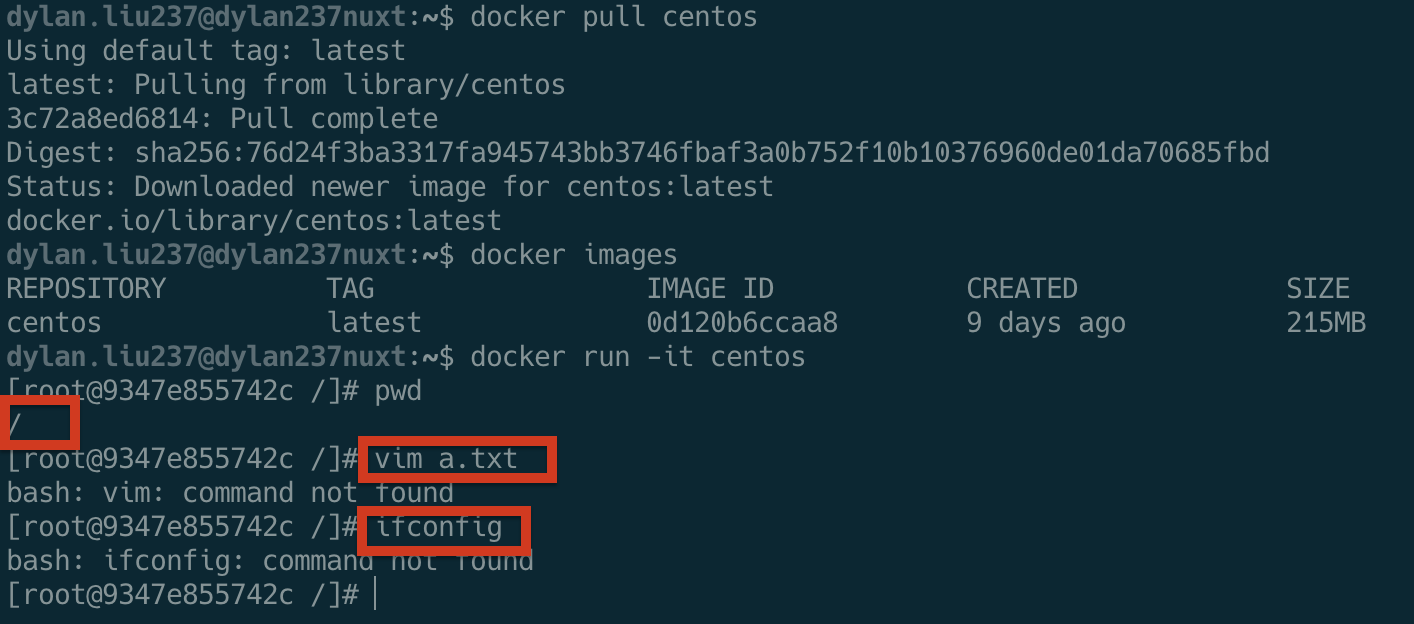 dylan.liu237@dylan237nuxt:~$ docker pull centos
Using default tag: latest
latest: Pulling from library/centos
3c72a8ed6814: Pull complete
Digest: sha256:76d24f3ba3317fa945743bb3746fbaf3a0b752f10b10376960de01da70685fbd
Status: Downloaded newer image for centos:latest
docker.io/library/centos:latest
dylan.liu237@dylan237nuxt:~$ docker images
REPOSITORY          TAG                 IMAGE ID            CREATED             SIZE
centos              latest              0d120b6ccaa8        9 days ago          215MB
dylan.liu237@dylan237nuxt:~$ docker run -it centos
[root@9347e855742c /]# pwd
/
[root@9347e855742c /]# vim a.txt
bash: vim: command not found
[root@9347e855742c /]# ifconfig
bash: ifconfig: command not found
[root@9347e855742c /]#